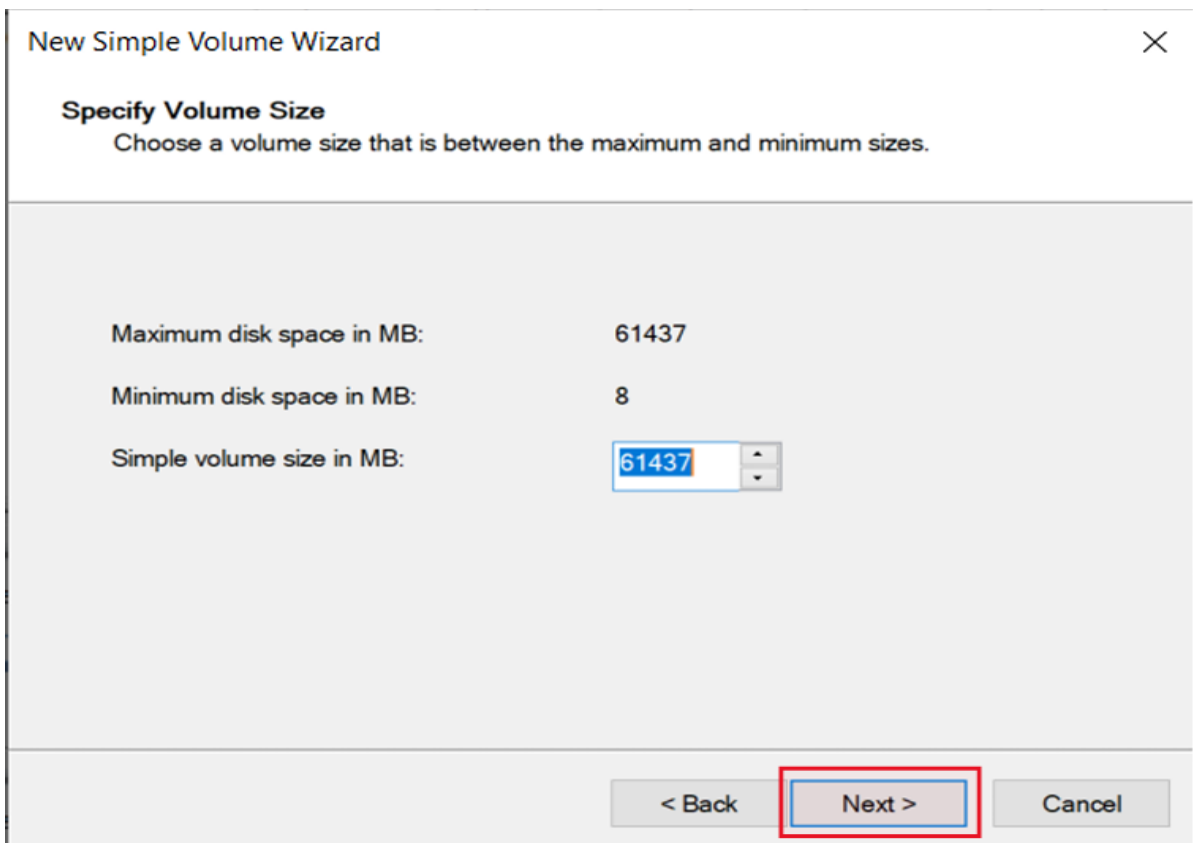 New Simple Volume Wizard
Specify Volume Size
Choose a volume size that is between the maximum and minimum sizes.
Maximum disk space in MB: 61437
Minimum disk space in MB: 8
Simple volume size in MB: 61437
< Back Next > Cancel